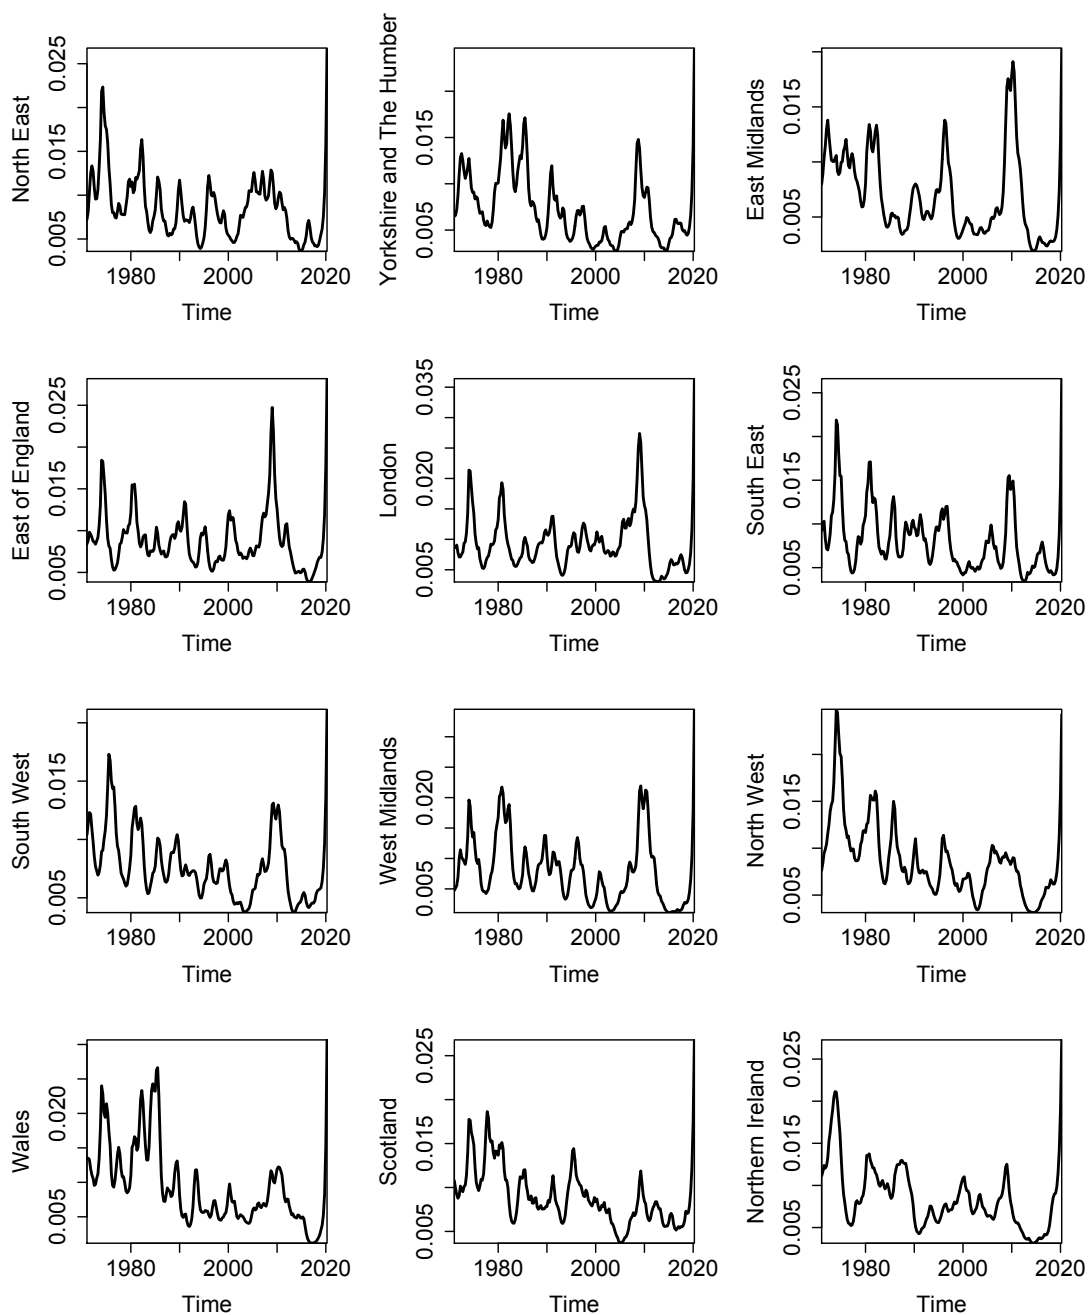 North East
0.005 0.015 0.025
1980 2000 2020
Time
Yorkshire and The Humber
0.005 0.015
1980 2000 2020
Time
East Midlands
0.005 0.015
1980 2000 2020
Time
East of England
0.005 0.015 0.025
1980 2000 2020
Time
London
0.005 0.020 0.035
1980 2000 2020
Time
South East
0.005 0.015 0.025
1980 2000 2020
Time
South West
0.005 0.015
1980 2000 2020
Time
West Midlands
0.005 0.020
1980 2000 2020
Time
North West
0.005 0.015
1980 2000 2020
Time
Wales
0.005 0.020
1980 2000 2020
Time
Scotland
0.005 0.015 0.025
1980 2000 2020
Time
Northern Ireland
0.005 0.015 0.025
1980 2000 2020
Time